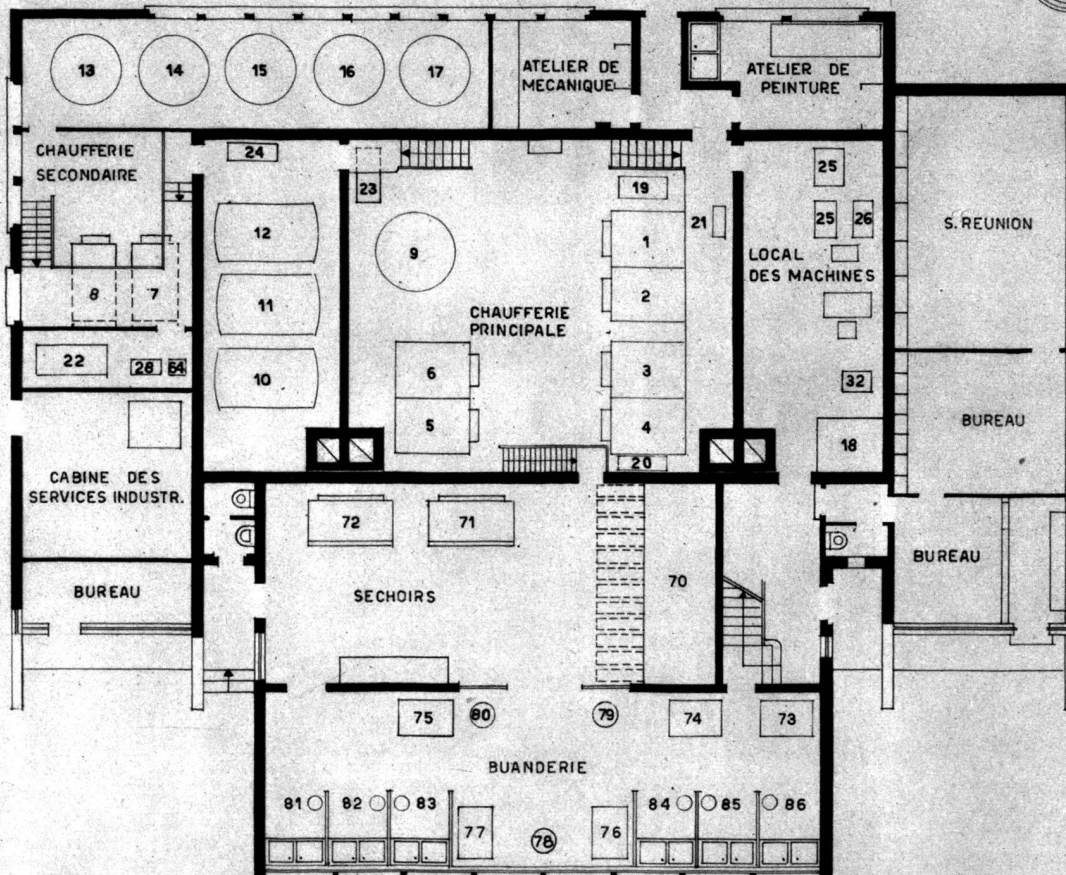 13
14
15
16
17
ATELIER DE
MECANIQUE
ATELIER DE
PEINTURE
CHAUFFERIE
SECONDAIRE
24
23
19
25
12
9
1
21
25
26
S. REUNION
LOCAL
DES MACHINES
8
7
11
2
CHAUFFERIE
PRINCIPALE
22
28
64
10
6
3
32
5
4
18
BUREAU
20
CABINE DES
SERVICES INDUSTR.
72
71
70
BUREAU
BUREAU
SECHOIRS
75
80
79
74
73
BUANDERIE
81
82
83
84
85
86
77
78
76